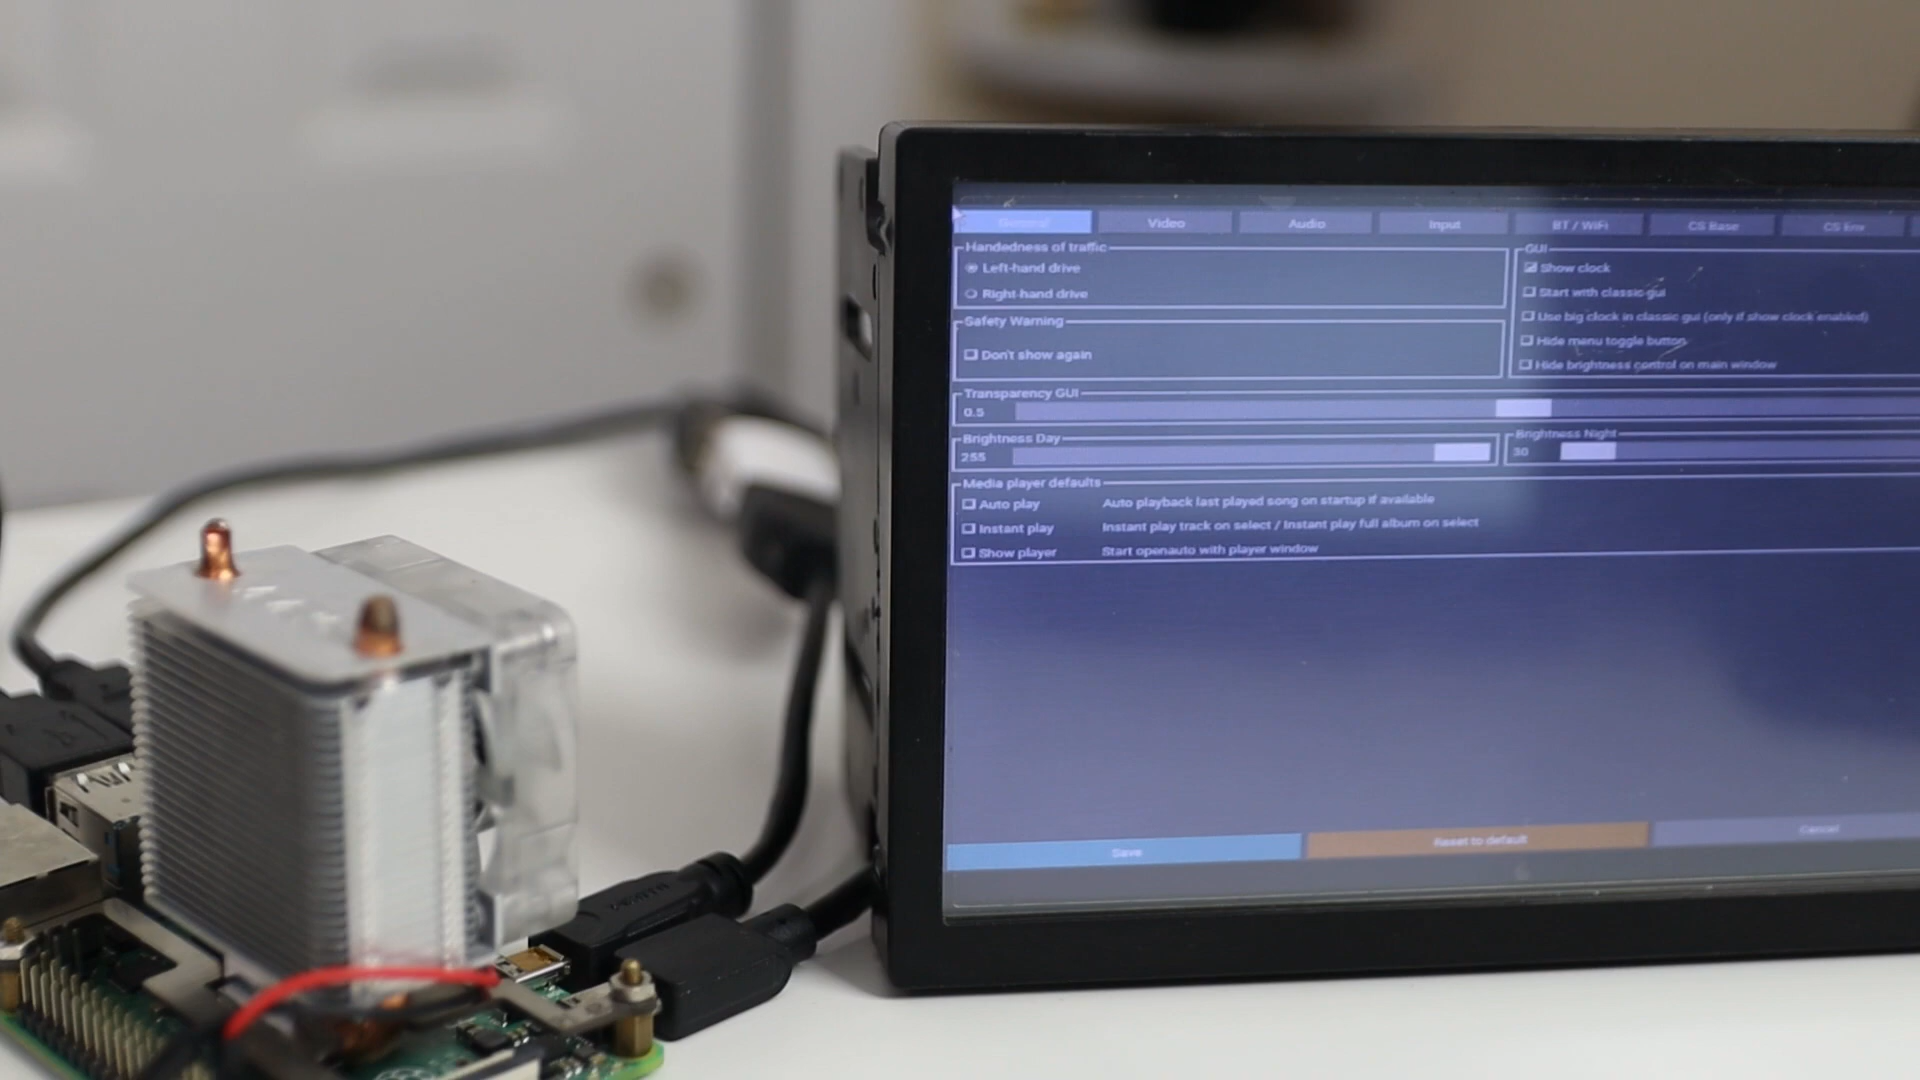 General Video Audio Input BT / WiFi CS Base CS Env
Handedness of traffic
Left-hand drive
Right-hand drive
GUI
Show clock
Start with classic gui
Use big clock in classic gui (only if show clock enabled)
Hide menu toggle button
Hide brightness control on main window
Safety Warning
Don't show again
Transparency GUI
0.5
Brightness Day
255
Brightness Night
30
Media player defaults
Auto play Auto playback last played song on startup if available
Instant play Instant play track on select / Instant play full album on select
Show player Start openauto with player window
Save Reset to default Cancel